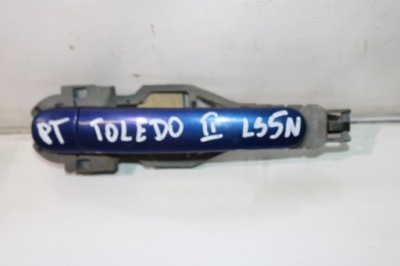 PT TOLEDO II LS5N